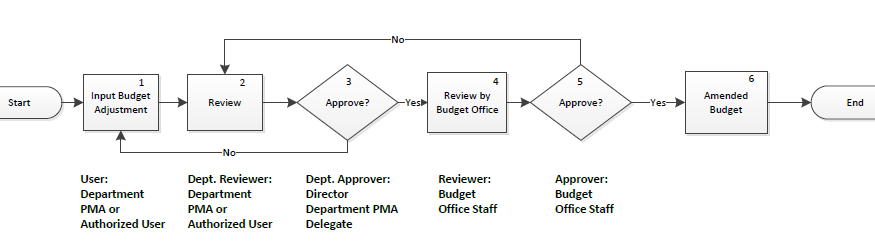 No
1
2
3
4
5
6
Start
Input Budget
Adjustment
Review
Approve?
Yes
Review by
Budget Office
Approve?
Yes
Amended
Budget
End
No
User:
Department
PMA or
Authorized User
Dept. Reviewer:
Department
PMA or
Authorized User
Dept. Approver:
Director
Department PMA
Delegate
Reviewer:
Budget
Office Staff
Approver:
Budget
Office Staff